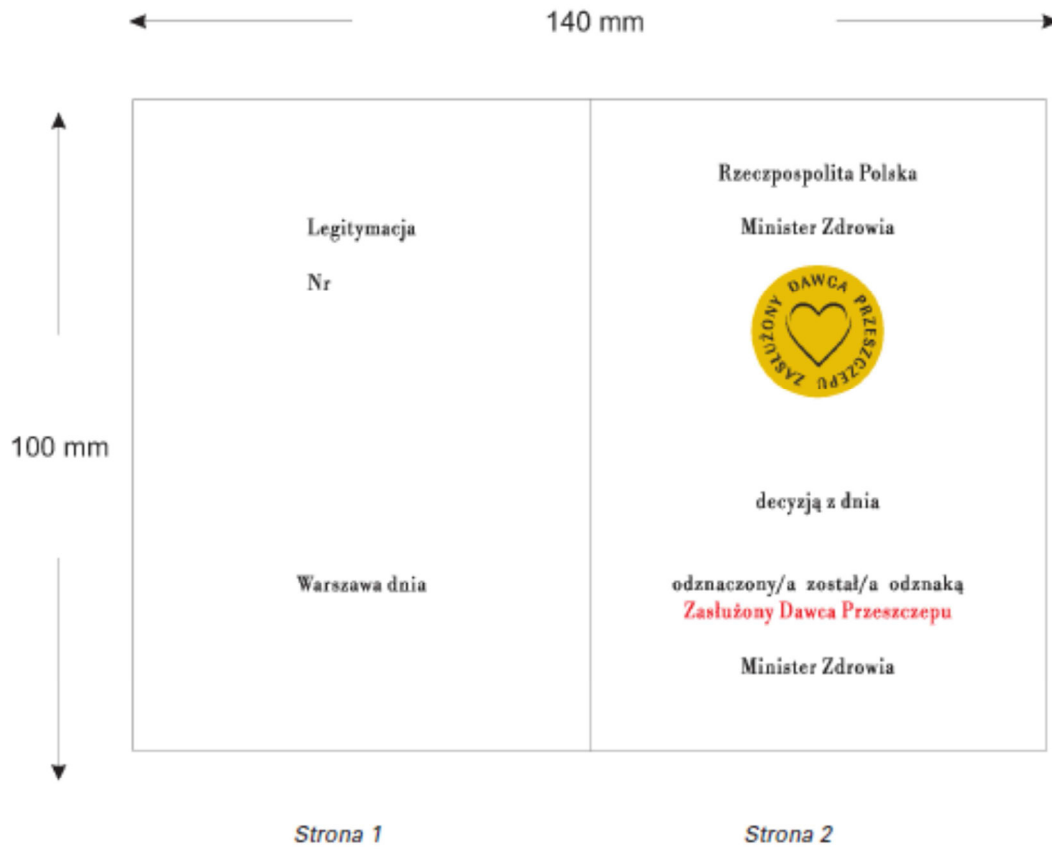 140 mm
100 mm
Legitymacja
Nr
Warszawa dnia
Rzeczpospolita Polska
Minister Zdrowia
ZASŁUŻONY DAWCA PRZESZCZEPU
decyzją z dnia
odznaczony/a został/a odznaką
Zasłużony Dawca Przeszczepu
Minister Zdrowia
Strona 1
Strona 2